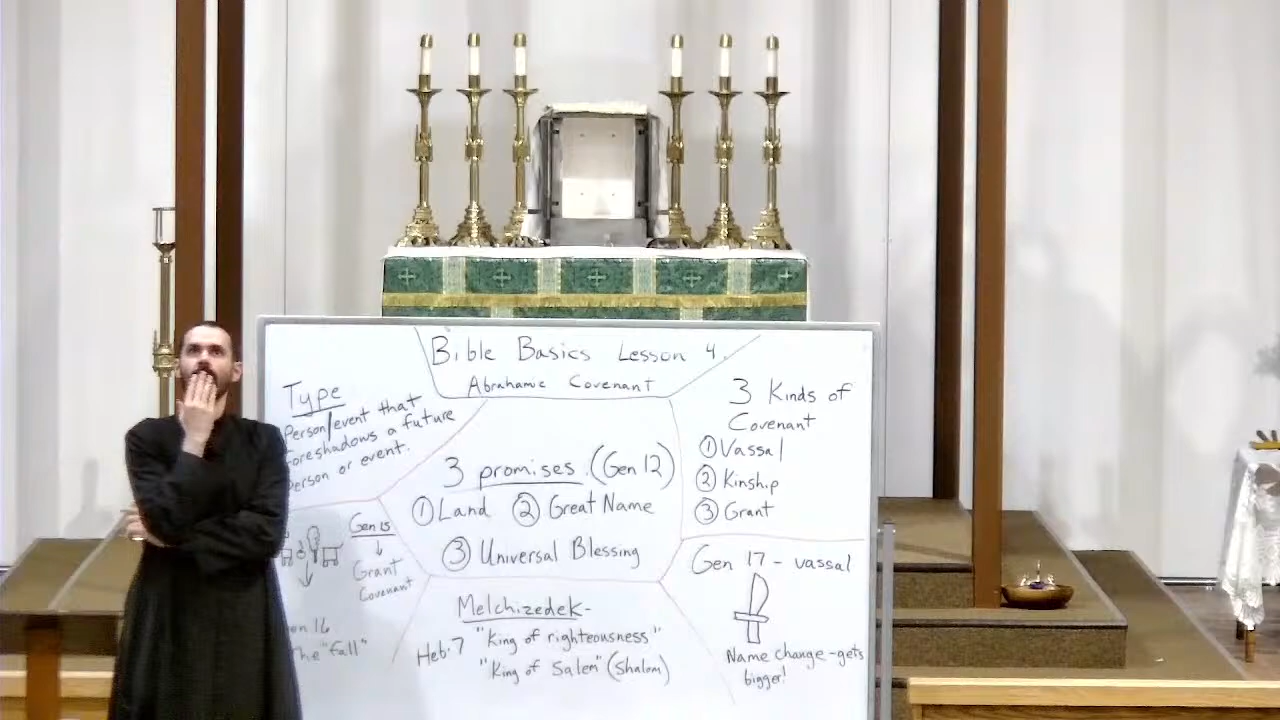 Bible Basics Lesson 4
Abrahamic Covenant
Type
Person/event that
foreshadows a future
person or event.
3 promises (Gen 12)
① Land ② Great Name
③ Universal Blessing
3 Kinds of
Covenant
① Vassal
② Kinship
③ Grant
Gen 15
Grant
Covenant
Gen 16
The "fall"
Melchizedek-
Heb. 7 "King of righteousness"
"King of Salem" (Shalom)
Gen 17 - vassal
Name change-gets
bigger!